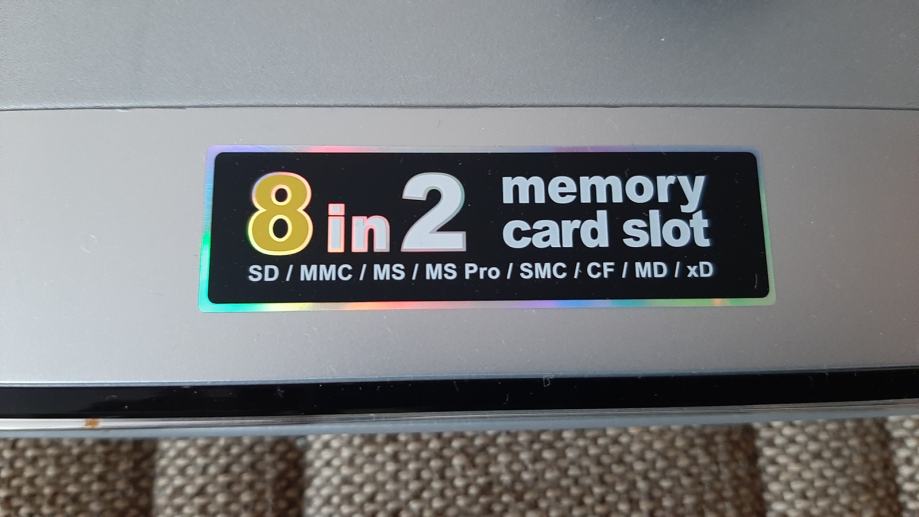 8 in 2 memory
card slot
SD / MMC / MS / MS Pro / SMC / CF / MD / xD